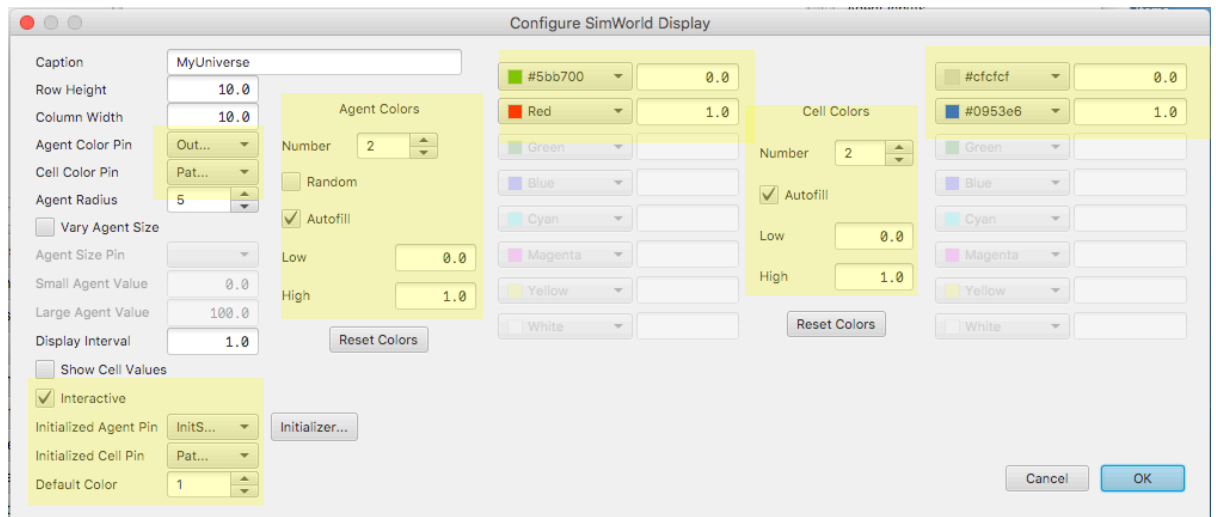 Configure SimWorld Display
Caption MyUniverse
Row Height 10.0
Column Width 10.0
Agent Color Pin Out...
Cell Color Pin Pat...
Agent Radius 5
Vary Agent Size
Agent Size Pin
Small Agent Value 0.0
Large Agent Value 100.0
Display Interval 1.0
Show Cell Values
Interactive
Initialized Agent Pin InitS... Initializer...
Initialized Cell Pin Pat...
Default Color 1
Agent Colors
Number 2
Random
Autofill
Low 0.0
High 1.0
Reset Colors
#5bb700 0.0
Red 1.0
Green
Blue
Cyan
Magenta
Yellow
White
Cell Colors
Number 2
Autofill
Low 0.0
High 1.0
Reset Colors
#cfcfcf 0.0
#0953e6 1.0
Green
Blue
Cyan
Magenta
Yellow
White
Cancel OK